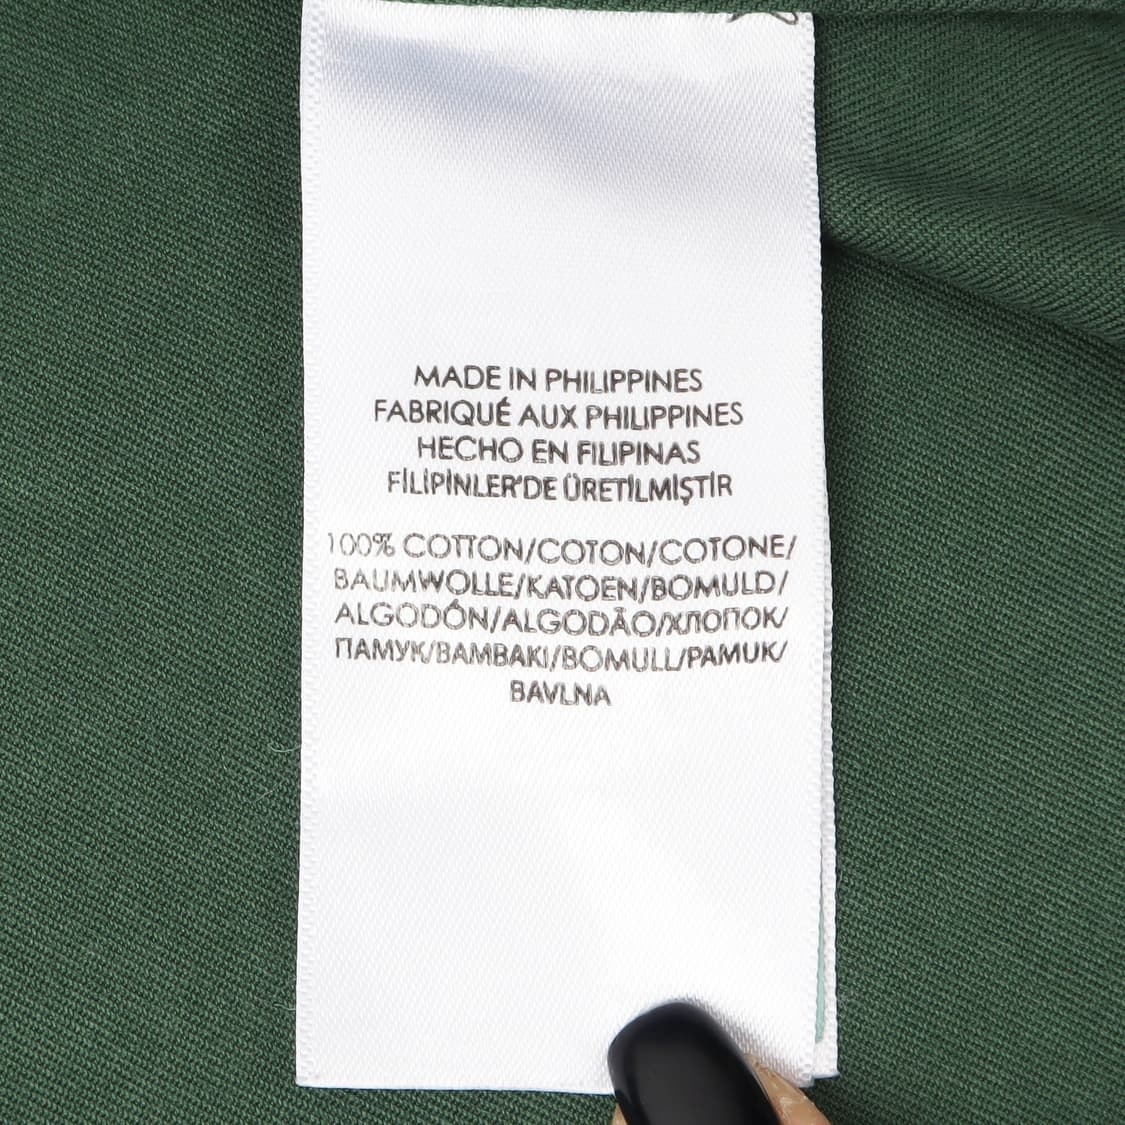 MADE IN PHILIPPINES
FABRIQUÉ AUX PHILIPPINES
HECHO EN FILIPINAS
FİLİPİNLER'DE ÜRETİLMİŞTİR
100% COTTON/COTON/COTONE/
BAUMWOLLE/KATOEN/BOMULD/
ALGODÓN/ALGODÃO/ХЛОПОК/
ПАМУК/BAMBAKI/BOMULL/PAMUK/
BAVLNA